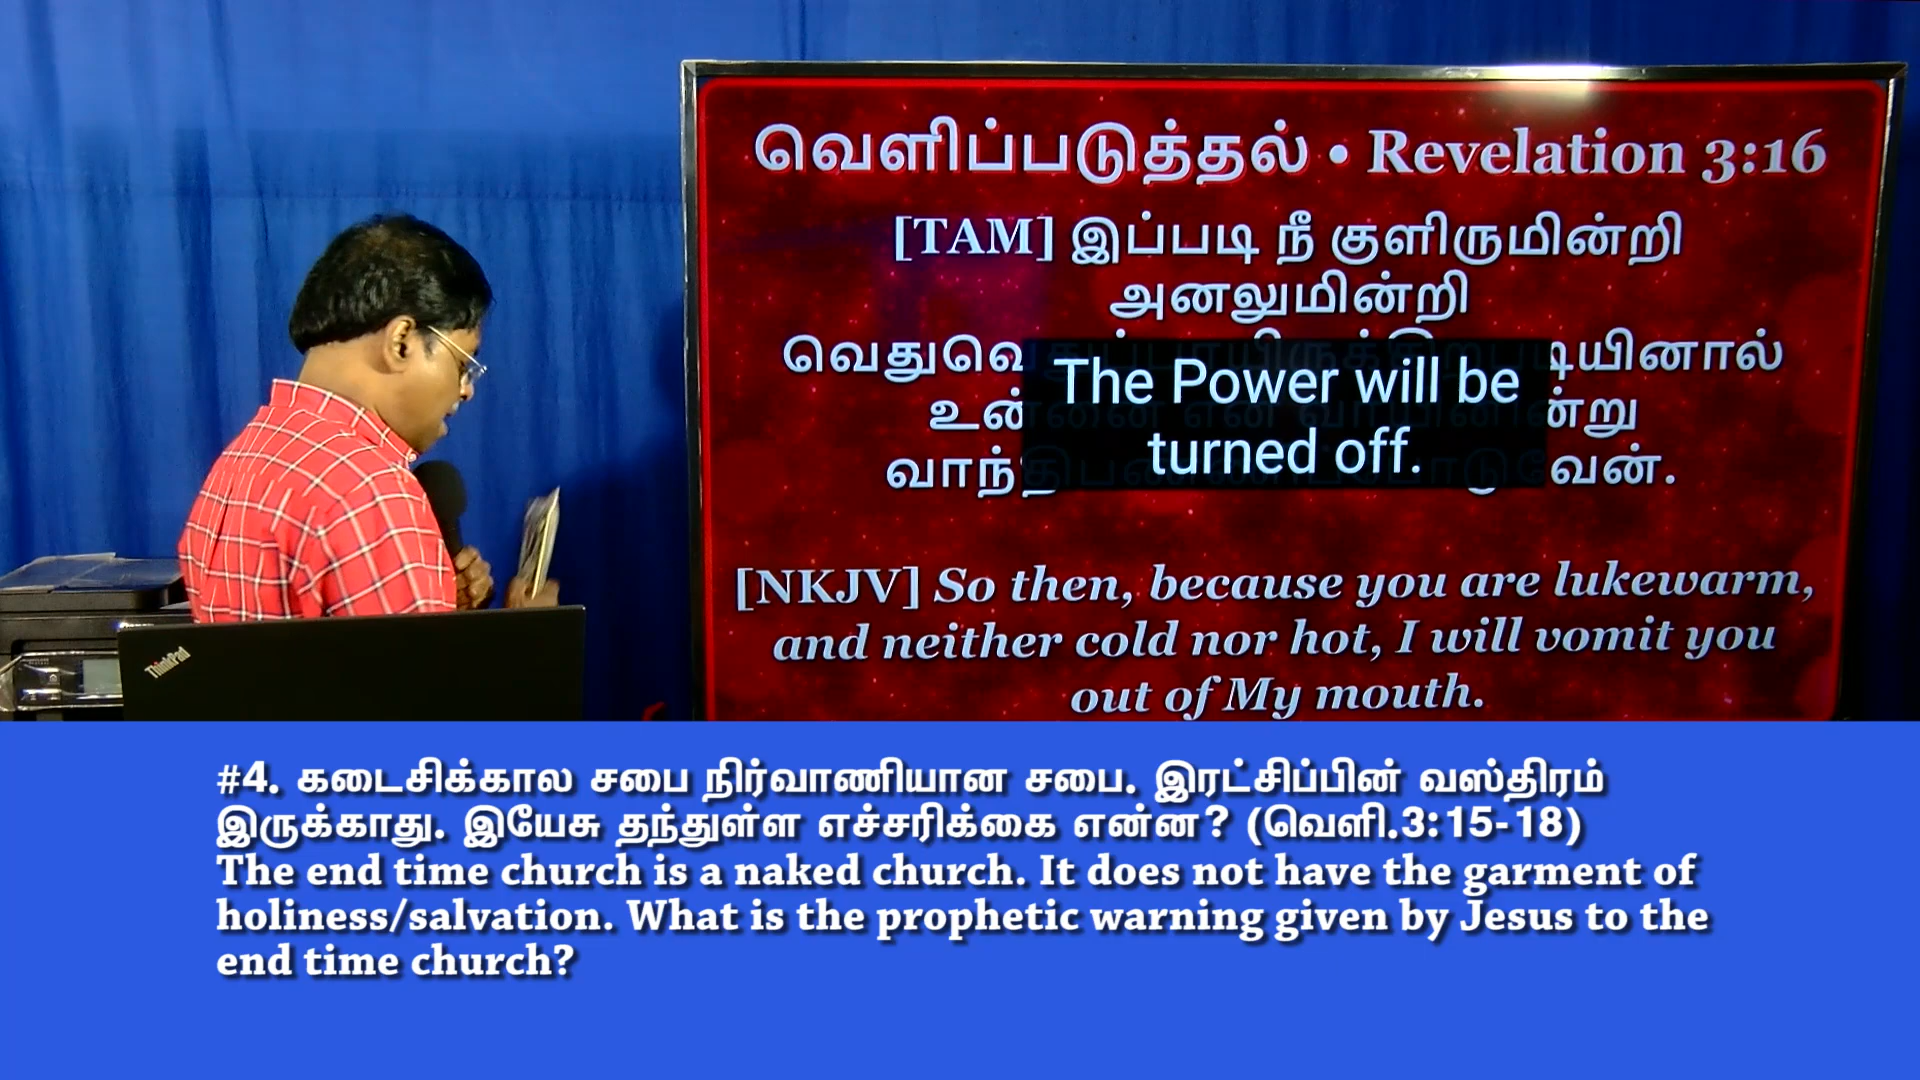 வெளிப்படுத்தல் • Revelation 3:16
[TAM] இப்படி நீ குளிருமின்றி
அனலுமின்றி
The Power will be
turned off.
[NKJV] So then, because you are lukewarm,
and neither cold nor hot, I will vomit you
out of My mouth.
ThinkPad
#4. கடைசிக்கால சபை நிர்வாணியான சபை. இரட்சிப்பின் வஸ்திரம்
இருக்காது. இயேசு தந்துள்ள எச்சரிக்கை என்ன? (வெளி.3:15-18)
The end time church is a naked church. It does not have the garment of
holiness/salvation. What is the prophetic warning given by Jesus to the
end time church?